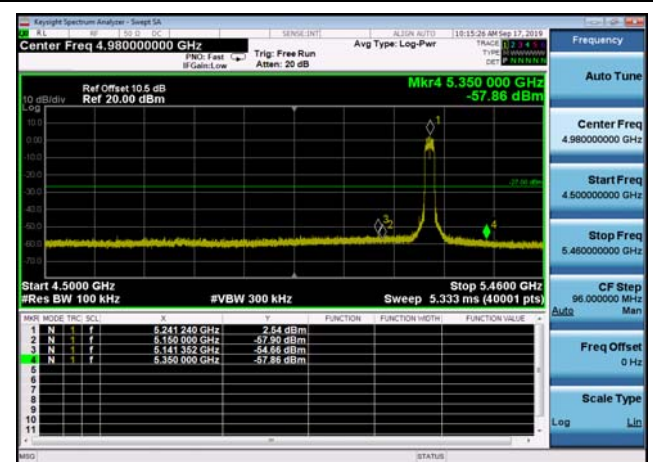 Keysight Spectrum Analyzer - Swept SA
RL RF 50 Ω DC SENSE:INT ALIGN AUTO 10:15:26 AM Sep 17, 2019
Center Freq 4.980000000 GHz
PNO: Fast
IFGain:Low
Trig: Free Run
Atten: 20 dB
Avg Type: Log-Pwr
TRACE 1 2 3 4 5 6
TYPE M WWWWW
DET P N N N N N
Ref Offset 10.5 dB
Ref 20.00 dBm
10 dB/div
Log
Mkr4 5.350 000 GHz
-57.86 dBm
10.0
0.00
-10.0
-20.0
-30.0
-40.0
-50.0
-60.0
-70.0
-27.00 dBm
1
3
2
4
Start 4.5000 GHz
#Res BW 100 kHz
#VBW 300 kHz
Stop 5.4600 GHz
Sweep 5.333 ms (40001 pts)
MKR MODE TRC SCL X Y FUNCTION FUNCTION WIDTH FUNCTION VALUE
1 N 1 f 5.241 240 GHz 2.54 dBm
2 N 1 f 5.150 000 GHz -57.90 dBm
3 N 1 f 5.141 352 GHz -54.66 dBm
4 N 1 f 5.350 000 GHz -57.86 dBm
5
6
7
8
9
10
11
MSG
STATUS
Frequency
Auto Tune
Center Freq
4.980000000 GHz
Start Freq
4.500000000 GHz
Stop Freq
5.460000000 GHz
CF Step
96.000000 MHz
Auto Man
Freq Offset
0 Hz
Scale Type
Log Lin